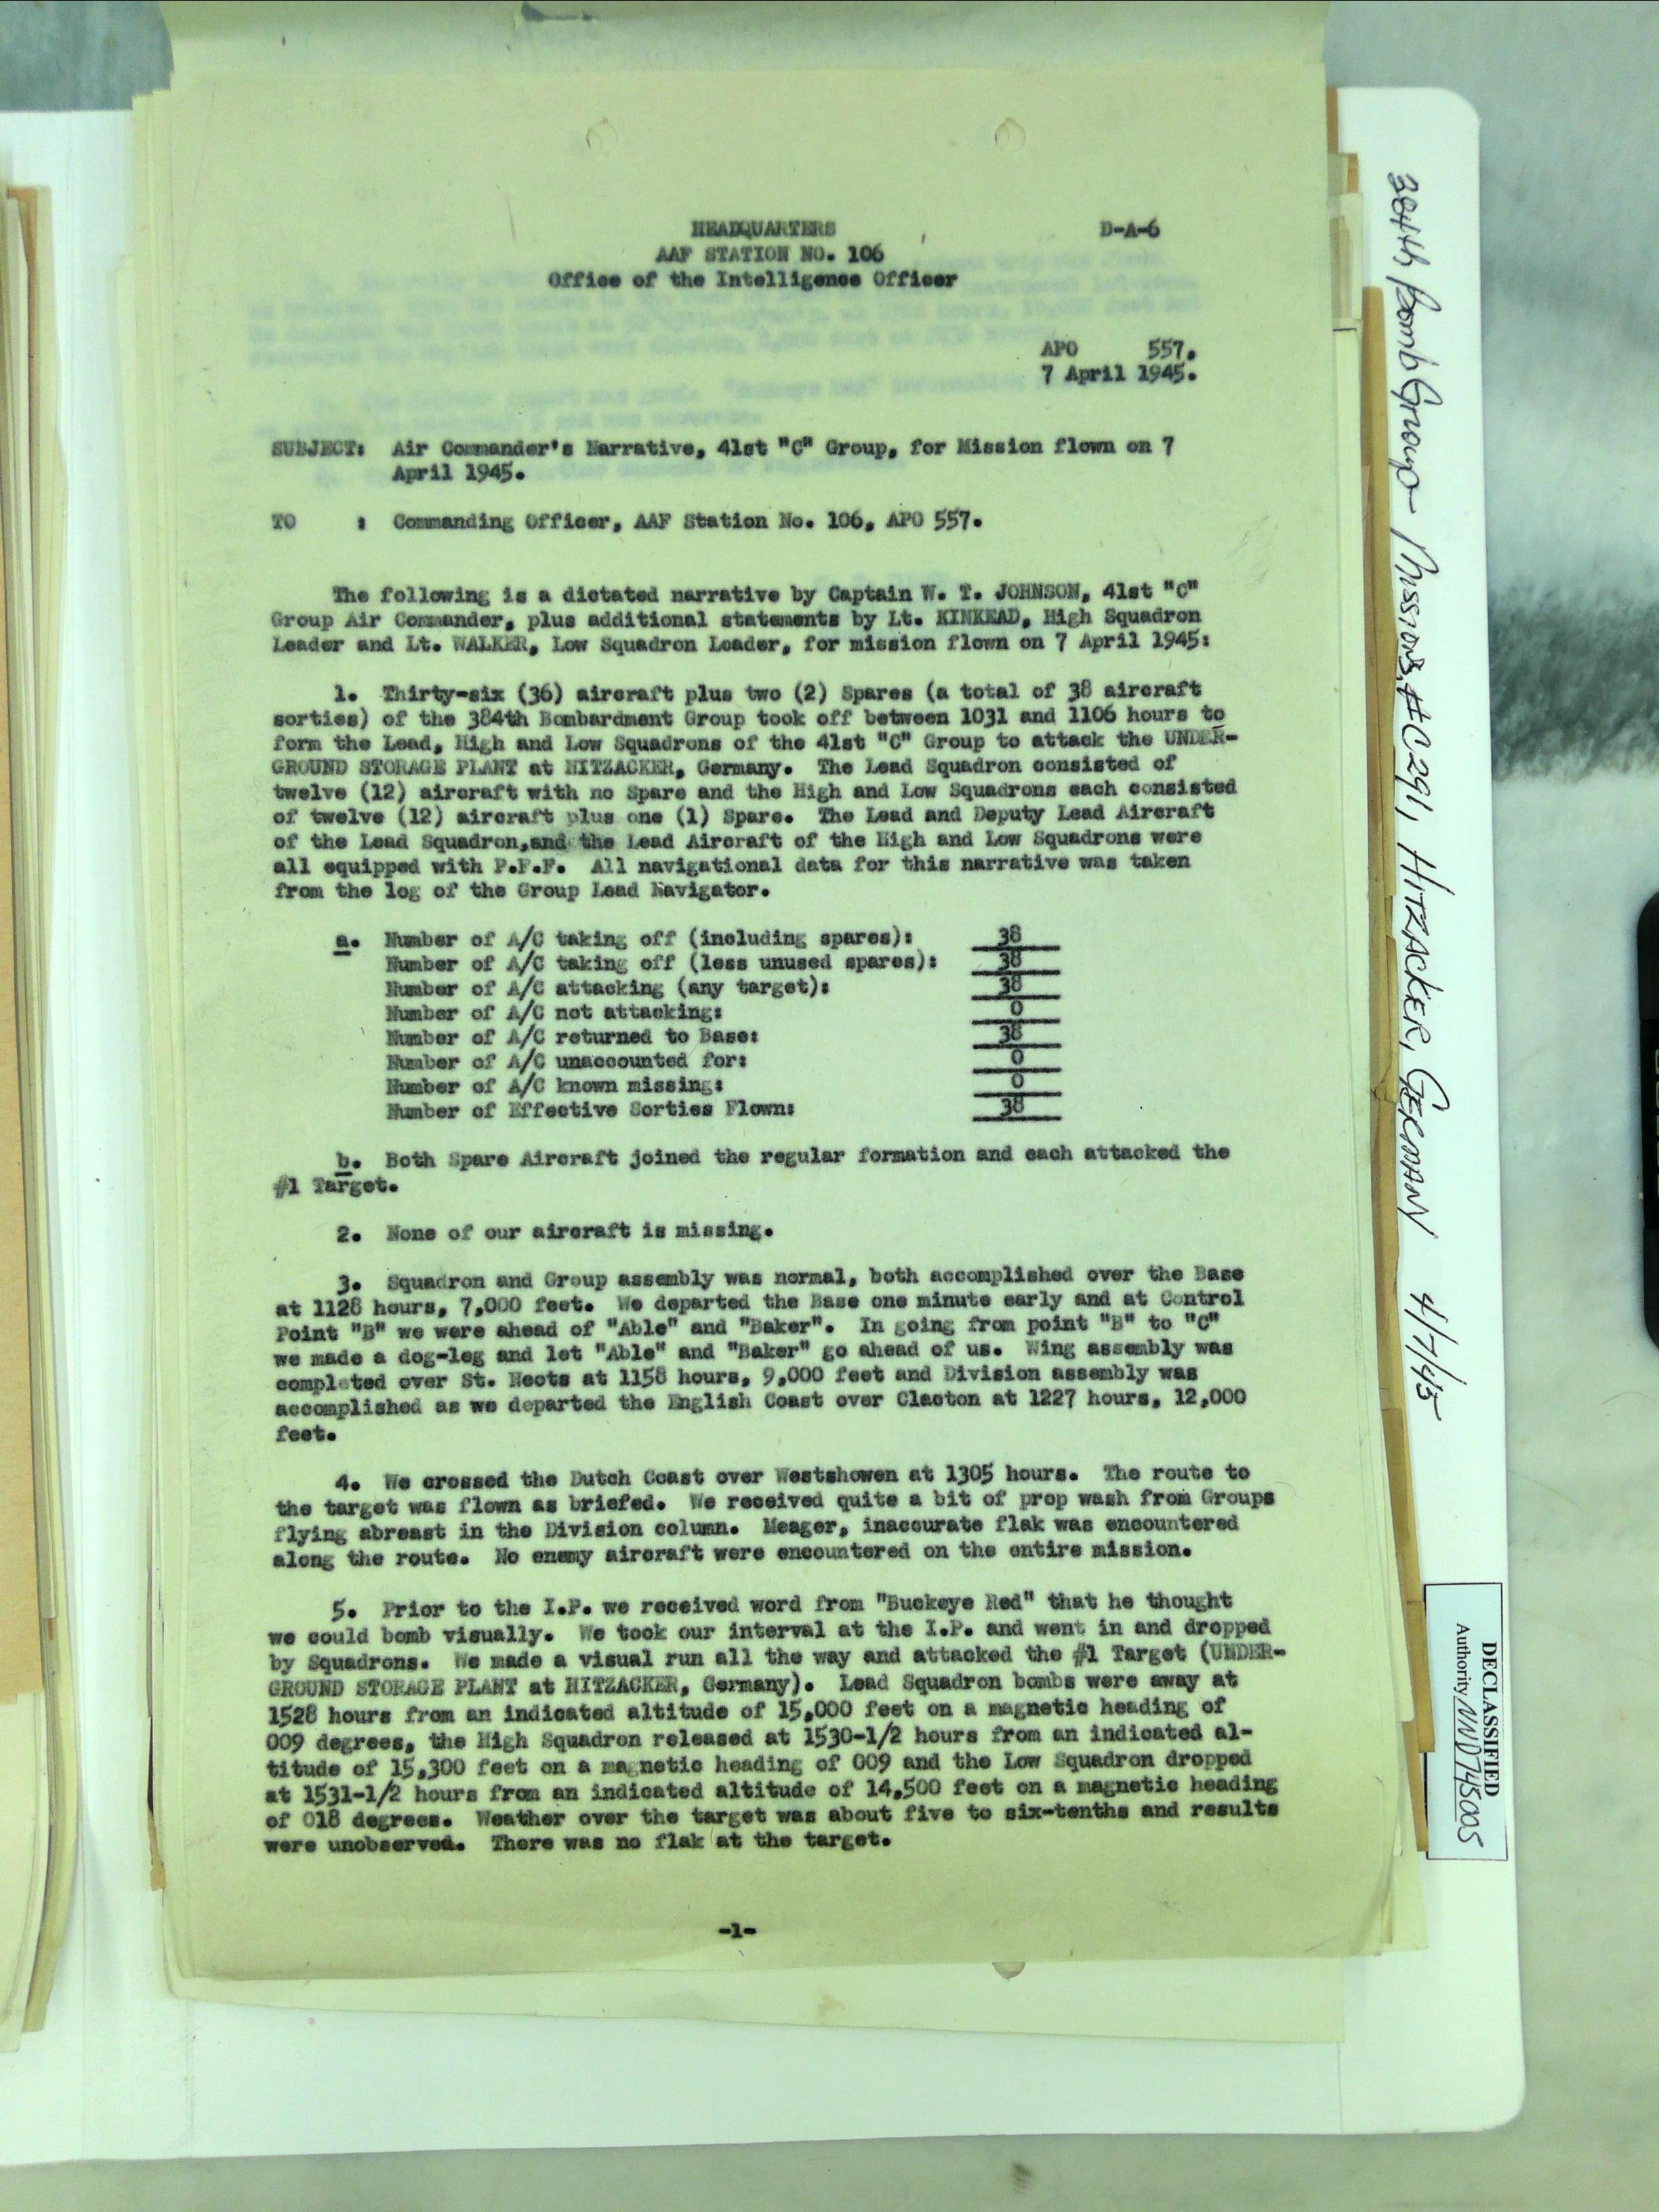 HEADQUARTERS D-A-6
AAF STATION NO. 106
Office of the Intelligence Officer
APO 557.
7 April 1945.
SUBJECT: Air Commander's Narrative, 41st "C" Group, for Mission flown on 7
April 1945.
TO : Commanding Officer, AAF Station No. 106, APO 557.
The following is a dictated narrative by Captain W. T. JOHNSON, 41st "C"
Group Air Commander, plus additional statements by Lt. KINKEAD, High Squadron
Leader and Lt. WALKER, Low Squadron Leader, for mission flown on 7 April 1945:
1. Thirty-six (36) aircraft plus two (2) Spares (a total of 38 aircraft
sorties) of the 384th Bombardment Group took off between 1031 and 1106 hours to
form the Lead, High and Low Squadrons of the 41st "C" Group to attack the UNDER-
GROUND STORAGE PLANT at HITZACKER, Germany. The Lead Squadron consisted of
twelve (12) aircraft with no Spare and the High and Low Squadrons each consisted
of twelve (12) aircraft plus one (1) Spare. The Lead and Deputy Lead Aircraft
of the Lead Squadron,and the Lead Aircraft of the High and Low Squadrons were
all equipped with P.F.F. All navigational data for this narrative was taken
from the log of the Group Lead Navigator.
a. Number of A/C taking off (including spares): 38
Number of A/C taking off (less unused spares): 38
Number of A/C attacking (any target): 38
Number of A/C not attacking: 0
Number of A/C returned to Base: 38
Number of A/C unaccounted for: 0
Number of A/C known missing: 0
Number of Effective Sorties Flown: 38
b. Both Spare Aircraft joined the regular formation and each attacked the
#1 Target.
2. None of our aircraft is missing.
3. Squadron and Group assembly was normal, both accomplished over the Base
at 1128 hours, 7,000 feet. We departed the Base one minute early and at Control
Point "B" we were ahead of "Able" and "Baker". In going from point "B" to "C"
we made a dog-leg and let "Able" and "Baker" go ahead of us. Wing assembly was
completed over St. Neots at 1158 hours, 9,000 feet and Division assembly was
accomplished as we departed the English Coast over Clacton at 1227 hours, 12,000
feet.
4. We crossed the Dutch Coast over Westshowen at 1305 hours. The route to
the target was flown as briefed. We received quite a bit of prop wash from Groups
flying abreast in the Division column. Meager, inaccurate flak was encountered
along the route. No enemy aircraft were encountered on the entire mission.
5. Prior to the I.P. we received word from "Buckeye Red" that he thought
we could bomb visually. We took our interval at the I.P. and went in and dropped
by Squadrons. We made a visual run all the way and attacked the #1 Target (UNDER-
GROUND STORAGE PLANT at HITZACKER, Germany). Lead Squadron bombs were away at
1528 hours from an indicated altitude of 15,000 feet on a magnetic heading of
009 degrees, the High Squadron released at 1530-1/2 hours from an indicated al-
titude of 15,300 feet on a magnetic heading of 009 and the Low Squadron dropped
at 1531-1/2 hours from an indicated altitude of 14,500 feet on a magnetic heading
of 018 degrees. Weather over the target was about five to six-tenths and results
were unobserved. There was no flak at the target.
-1-
384th Bomb Group Missions #C291, HITZACKER, GERMANY 4/7/45
DECLASSIFIED
Authority NND 745005